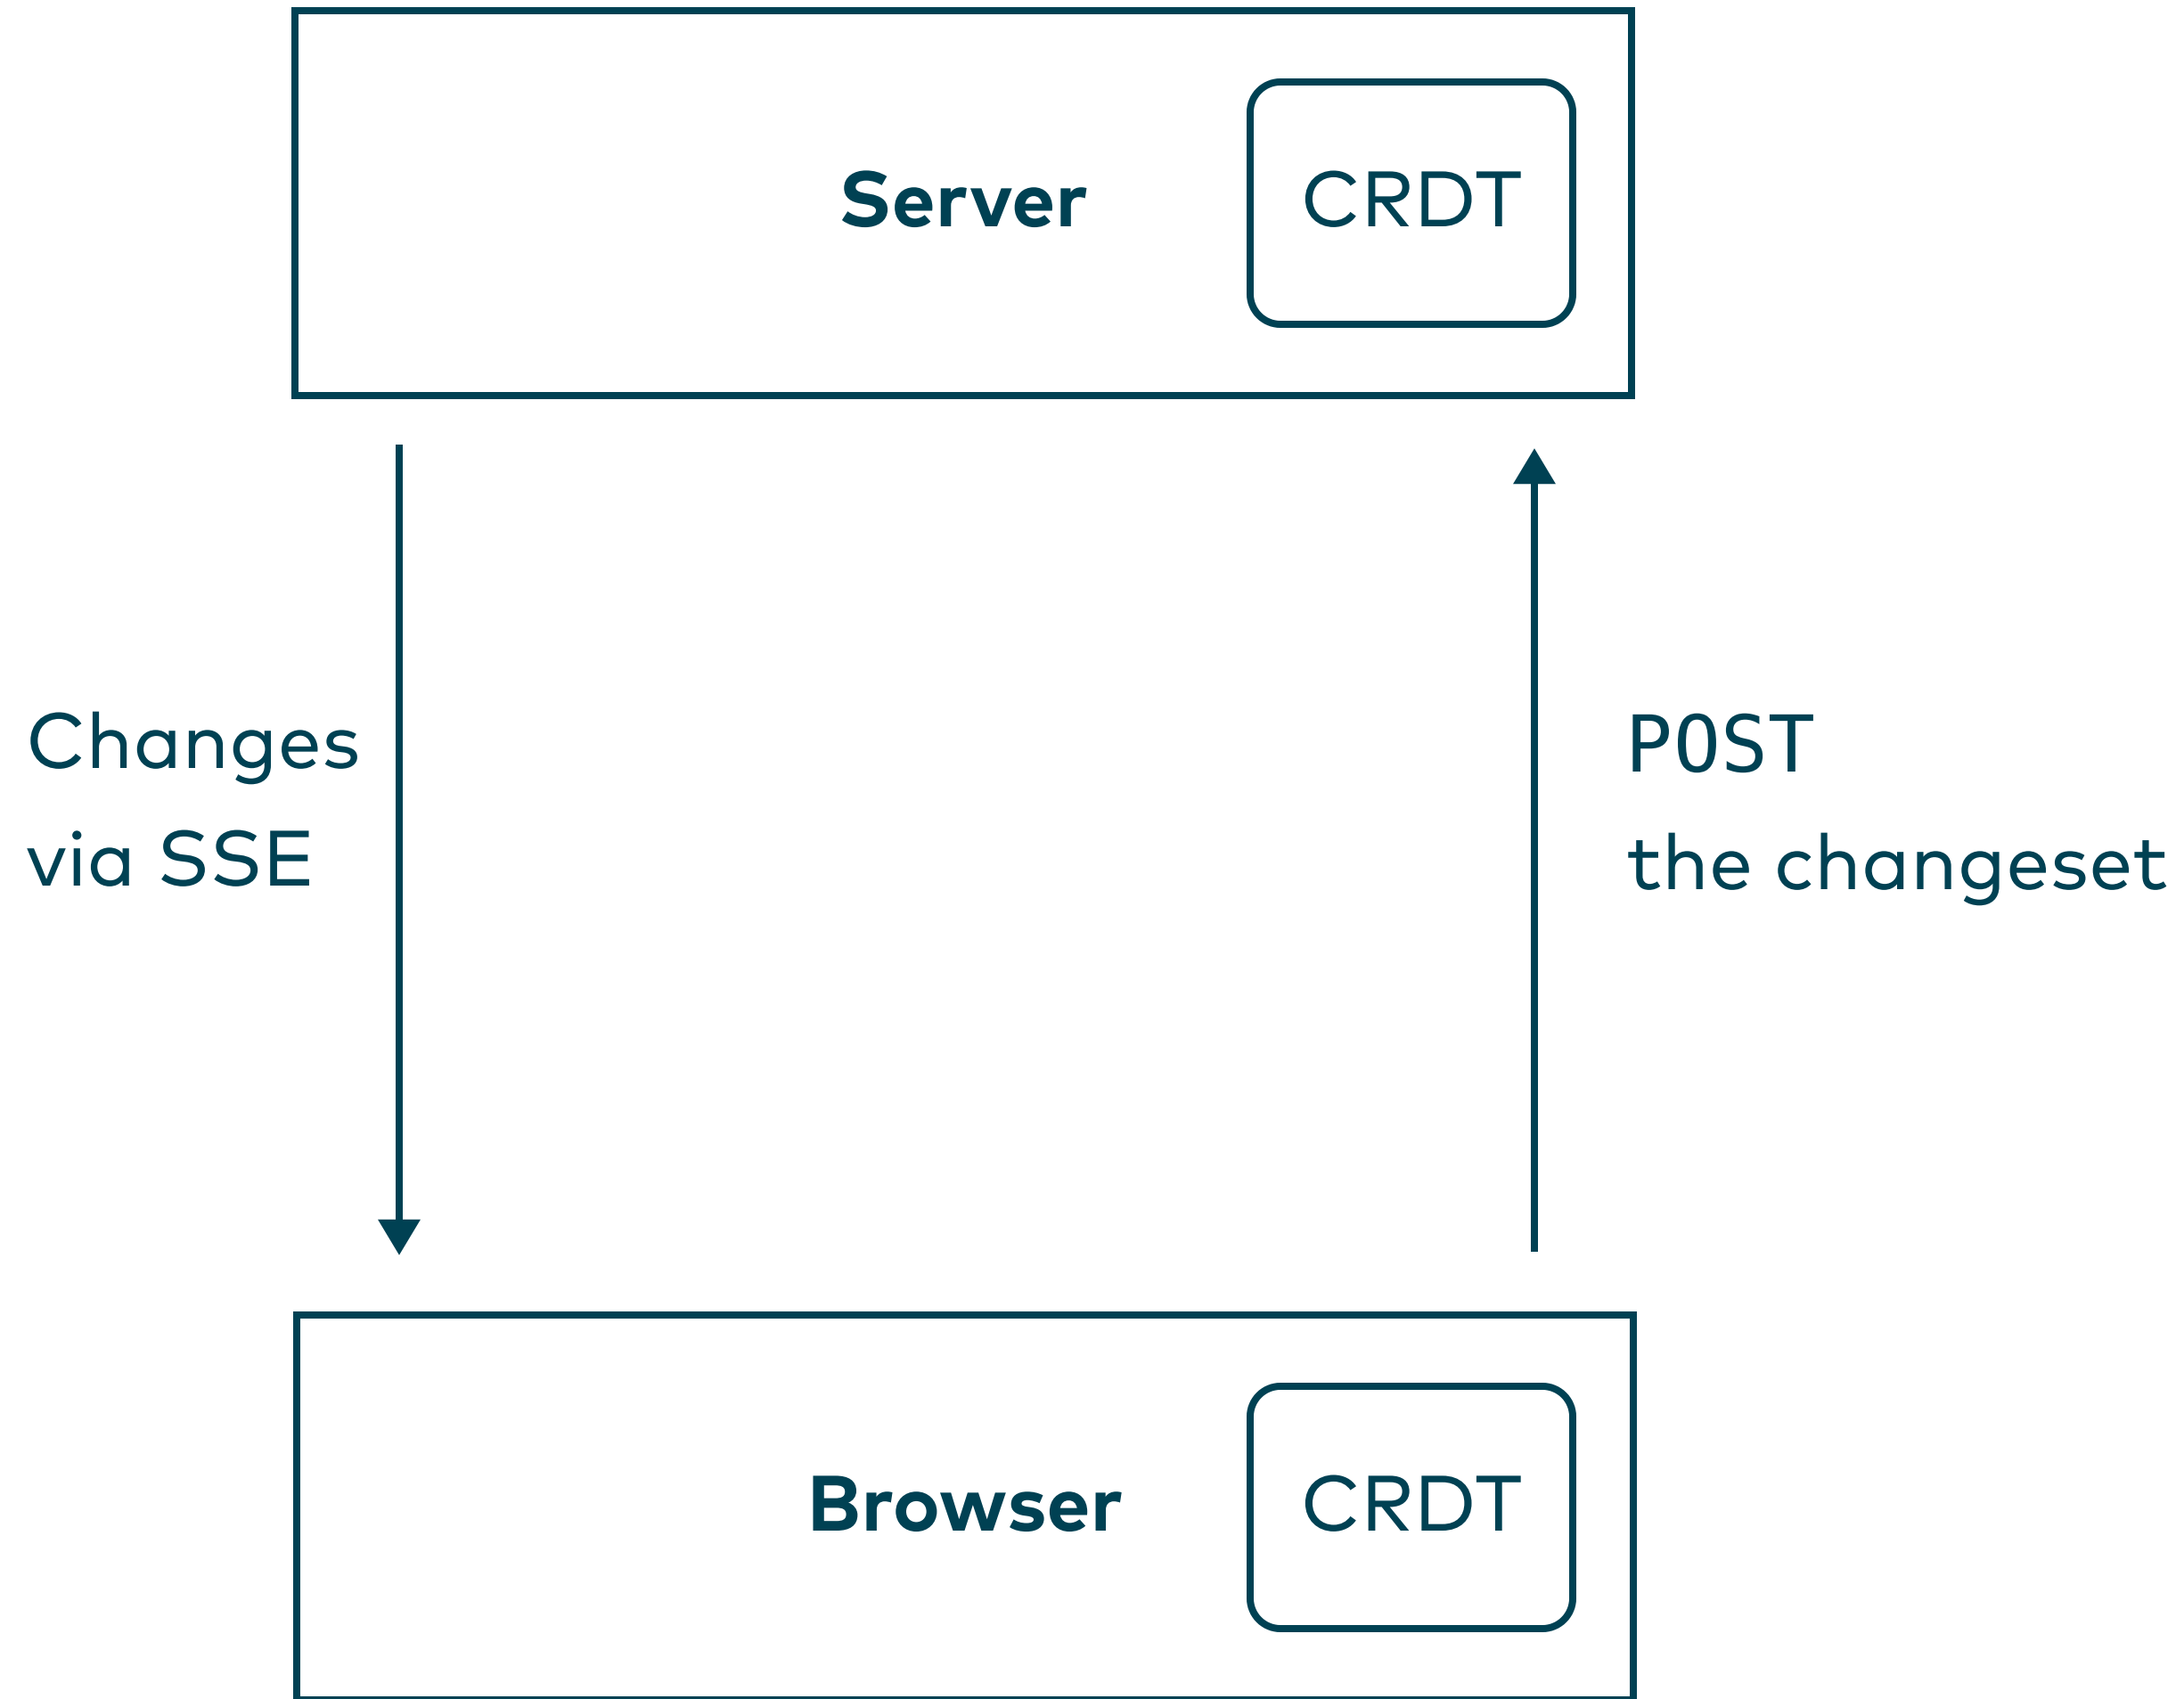 Server
CRDT
Changes
via SSE
POST
the changeset
Browser
CRDT